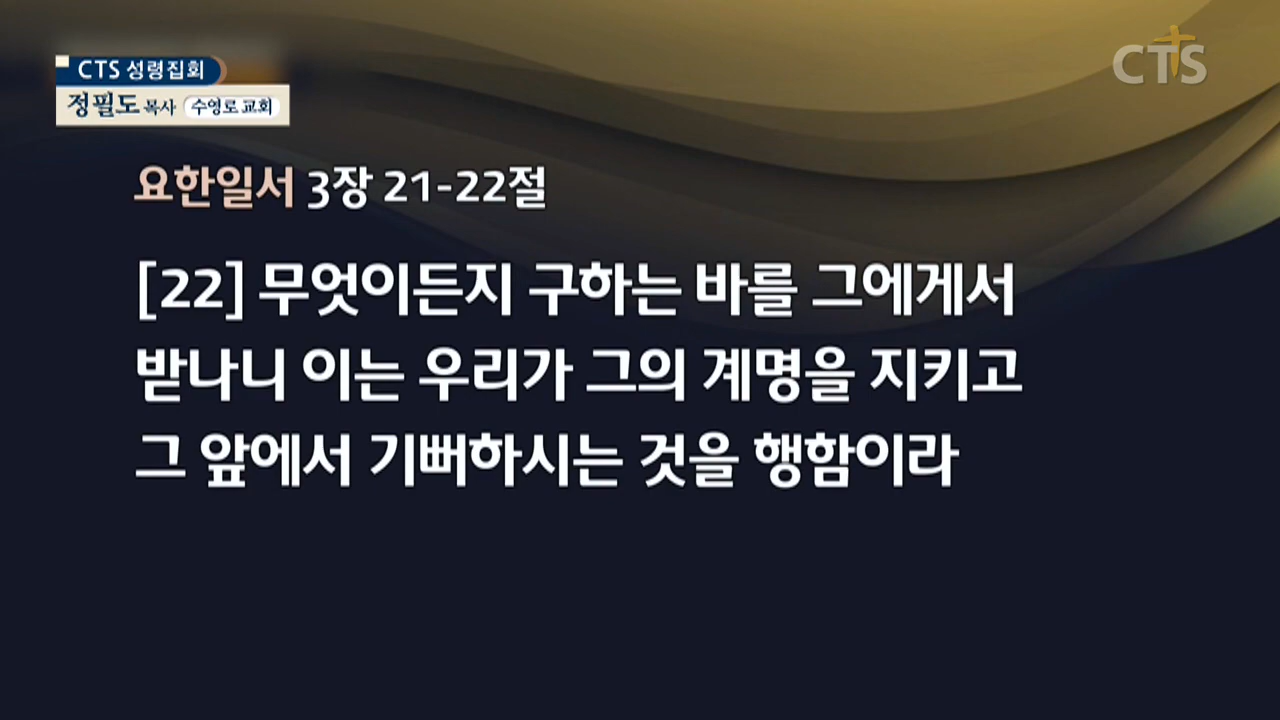 CTS 성령집회
CTS
정필도 목사 수영로 교회
요한일서 3장 21-22절
[22] 무엇이든지 구하는 바를 그에게서
받나니 이는 우리가 그의 계명을 지키고
그 앞에서 기뻐하시는 것을 행함이라